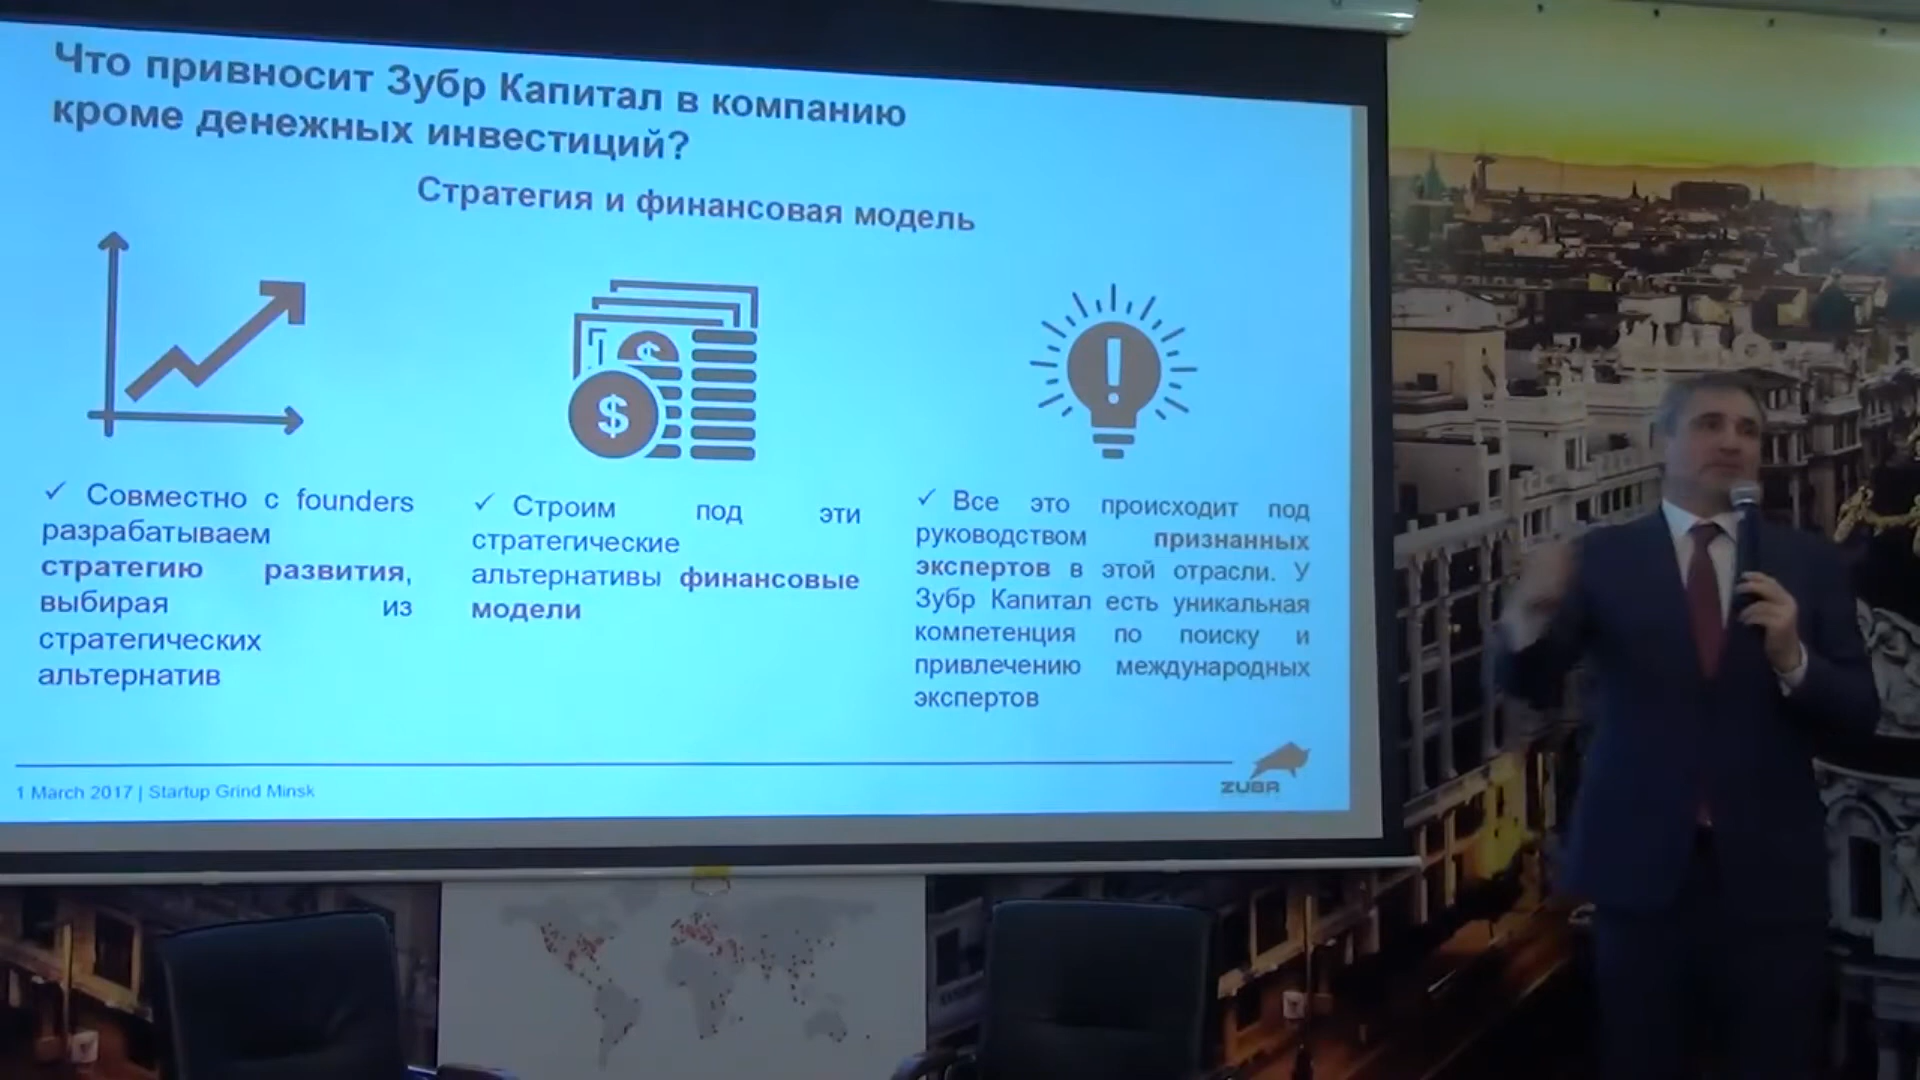 Что привносит Зубр Капитал в компанию
кроме денежных инвестиций?
Стратегия и финансовая модель
$
$
!
✓ Совместно с founders
разрабатываем
стратегию развития,
выбирая из
стратегических
альтернатив
✓ Строим под эти
стратегические
альтернативы финансовые
модели
✓ Все это происходит под
руководством признанных
экспертов в этой отрасли. У
Зубр Капитал есть уникальная
компетенция по поиску и
привлечению международных
экспертов
1 March 2017 | Startup Grind Minsk
ZUBR